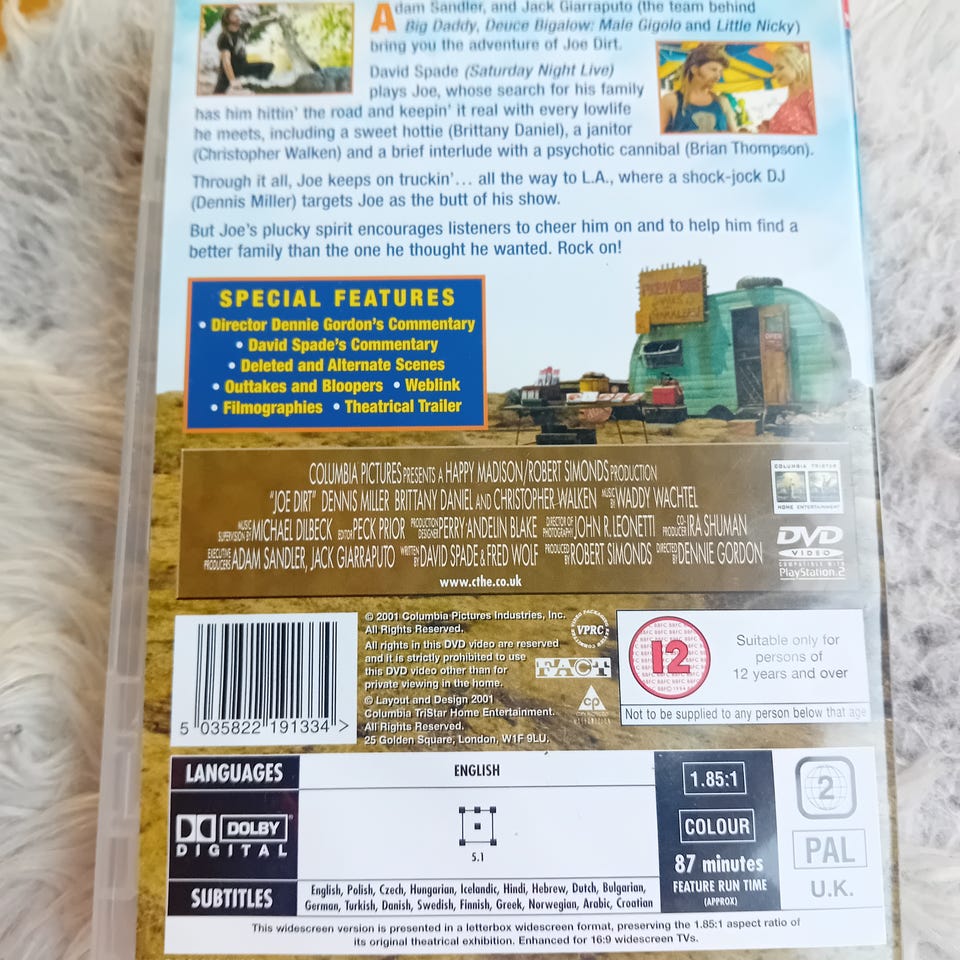 Adam Sandler, and Jack Giarraputo (the team behind
Big Daddy, Deuce Bigalow: Male Gigolo and Little Nicky)
bring you the adventure of Joe Dirt.
David Spade (Saturday Night Live)
plays Joe, whose search for his family
has him hittin' the road and keepin' it real with every lowlife
he meets, including a sweet hottie (Brittany Daniel), a janitor
(Christopher Walken) and a brief interlude with a psychotic cannibal (Brian Thompson).
Through it all, Joe keeps on truckin'... all the way to L.A., where a shock-jock DJ
(Dennis Miller) targets Joe as the butt of his show.
But Joe's plucky spirit encourages listeners to cheer him on and to help him find a
better family than the one he thought he wanted. Rock on!
SPECIAL FEATURES
• Director Dennie Gordon's Commentary
• David Spade's Commentary
• Deleted and Alternate Scenes
• Outtakes and Bloopers • Weblink
• Filmographies • Theatrical Trailer
FIREWORKS
OPEN
COLUMBIA PICTURES PRESENTS A HAPPY MADISON/ROBERT SIMONDS PRODUCTION
"JOE DIRT" DENNIS MILLER BRITTANY DANIEL AND CHRISTOPHER WALKEN MUSIC BY WADDY WACHTEL
MUSIC SUPERVISION BY MICHAEL DILBECK EDITOR PECK PRIOR PRODUCTION DESIGNER PERRY ANDELIN BLAKE DIRECTOR OF PHOTOGRAPHY JOHN R. LEONETTI CO-PRODUCER IRA SHUMAN
EXECUTIVE PRODUCERS ADAM SANDLER, JACK GIARRAPUTO WRITTEN BY DAVID SPADE & FRED WOLF PRODUCED BY ROBERT SIMONDS DIRECTED BY DENNIE GORDON
www.cthe.co.uk
COLUMBIA TRISTAR
HOME ENTERTAINMENT
DVD
VIDEO
COMPATIBLE WITH
PlayStation.2
5 035822 191334 >
© 2001 Columbia Pictures Industries, Inc.
All Rights Reserved.
All rights in this DVD video are reserved
and it is strictly prohibited to use
this DVD video other than for
private viewing in the home.
© Layout and Design 2001
Columbia TriStar Home Entertainment.
All Rights Reserved.
25 Golden Square, London, W1F 9LU.
VPRC
FACT
cp
12
Suitable only for
persons of
12 years and over
Not to be supplied to any person below that age
LANGUAGES
ENGLISH
DOLBY
DIGITAL
5.1
SUBTITLES
English, Polish, Czech, Hungarian, Icelandic, Hindi, Hebrew, Dutch, Bulgarian,
German, Turkish, Danish, Swedish, Finnish, Greek, Norwegian, Arabic, Croatian
1.85:1
COLOUR
87 minutes
FEATURE RUN TIME
(APPROX)
2
PAL
U.K.
This widescreen version is presented in a letterbox widescreen format, preserving the 1.85:1 aspect ratio of
its original theatrical exhibition. Enhanced for 16:9 widescreen TVs.